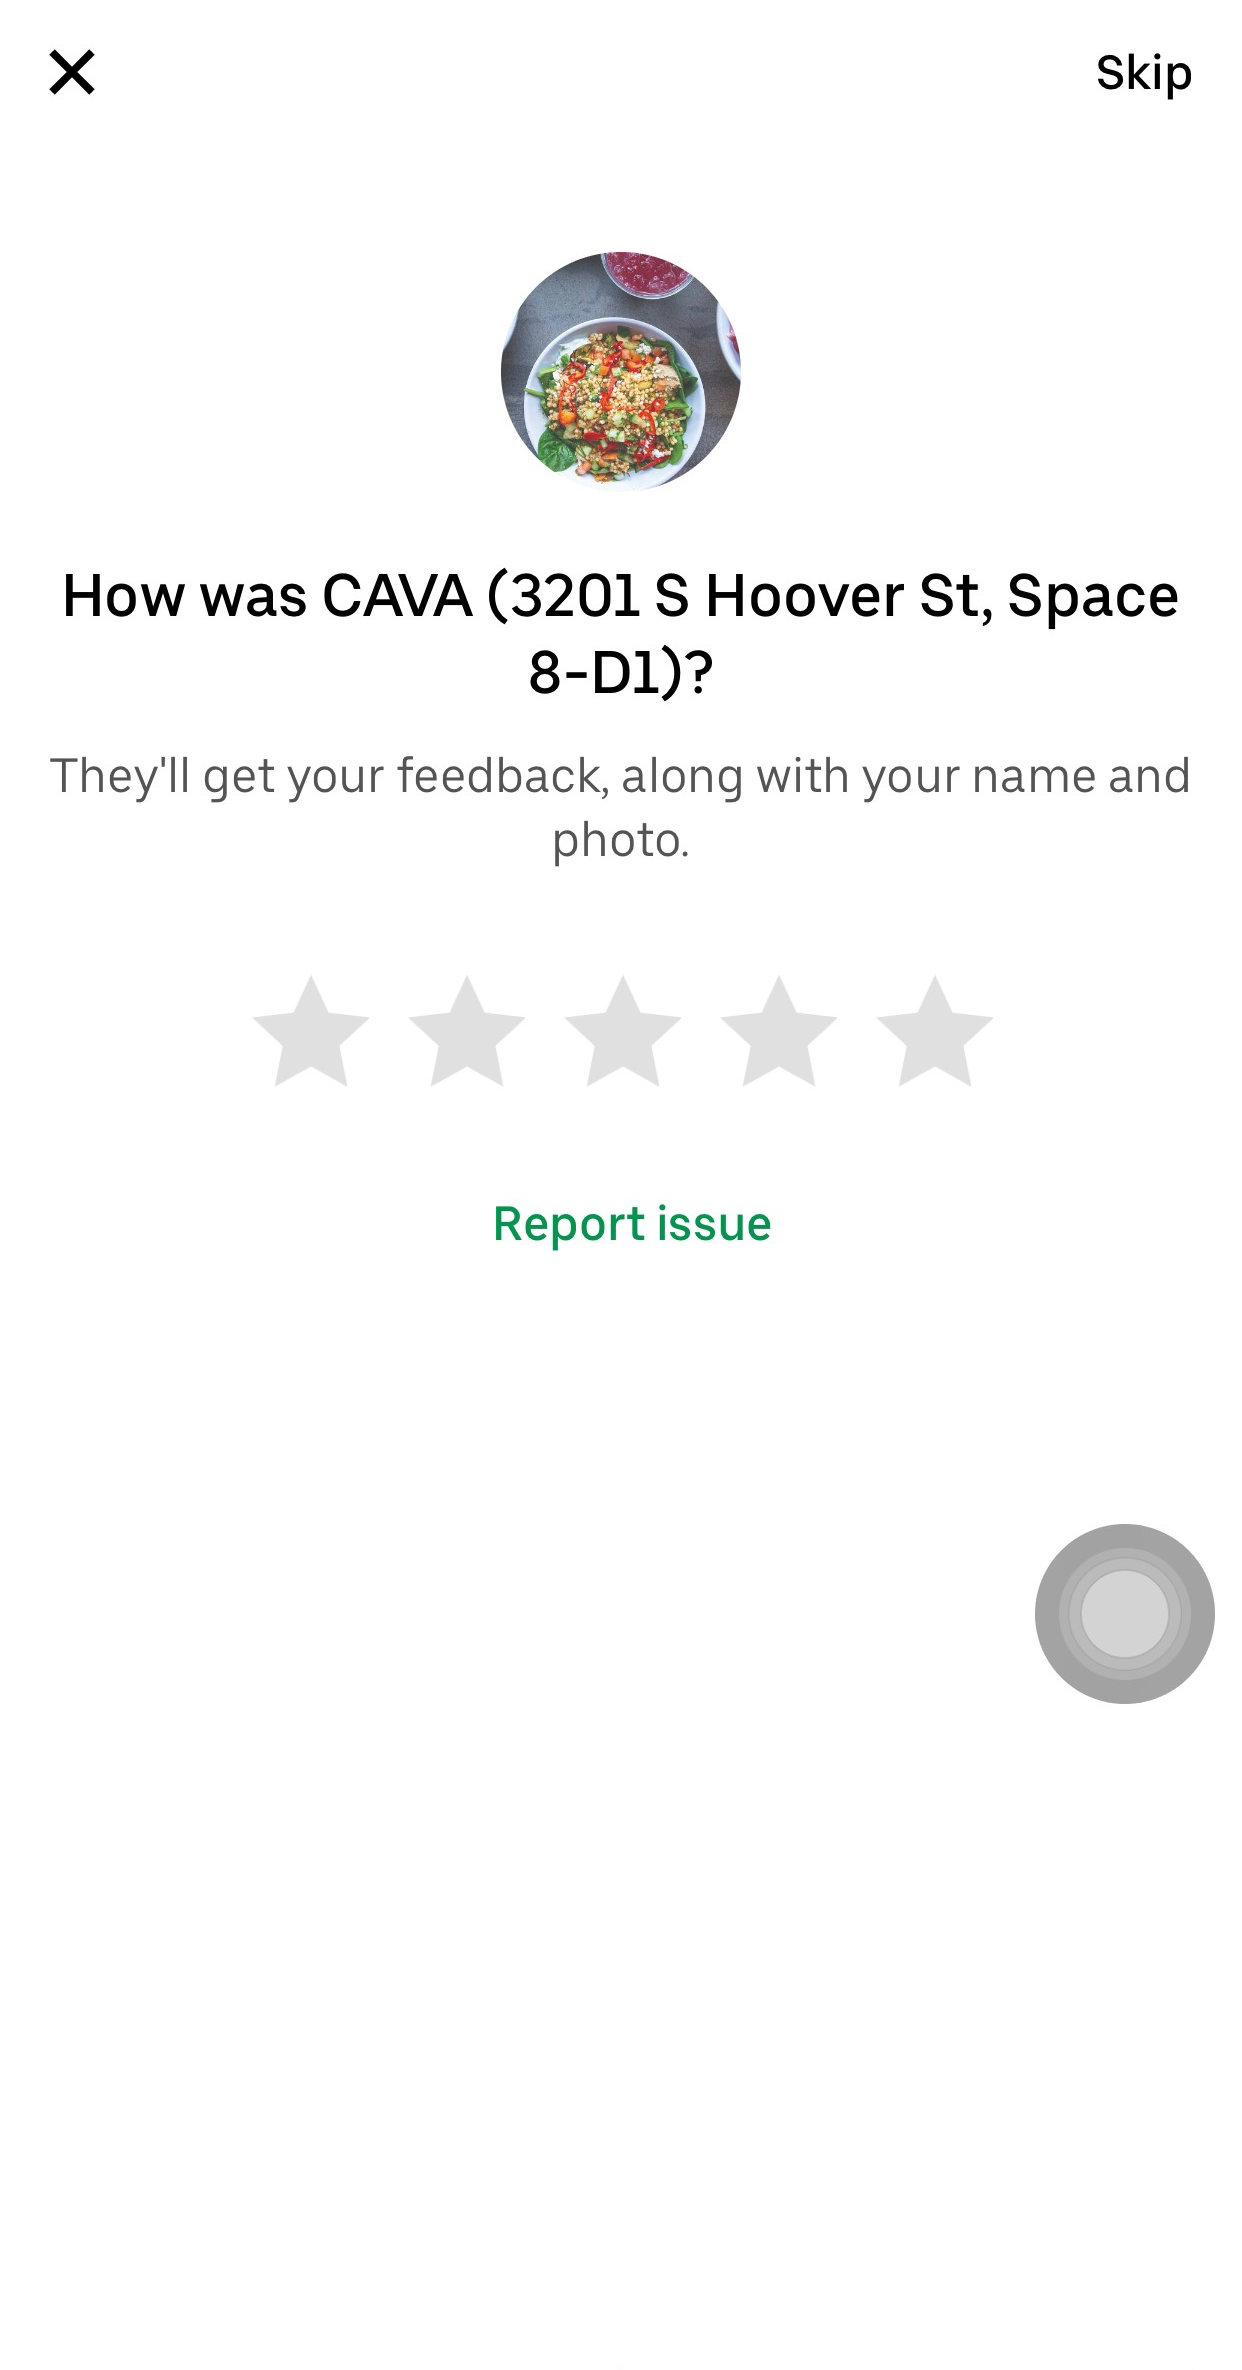 Skip
How was CAVA (3201 S Hoover St, Space
8-D1)?
They'll get your feedback, along with your name and
photo.
Report issue